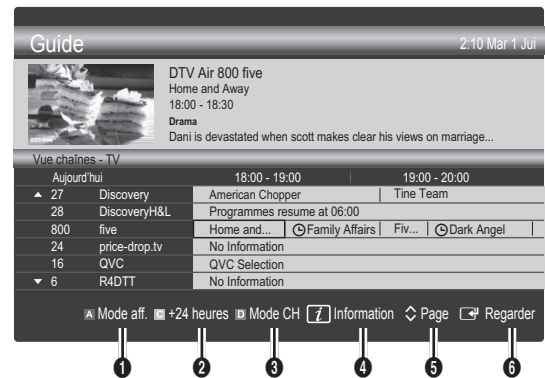 Guide
2:10 Mar 1 Jui
800 five
DTV Air 800 five
Home and Away
18:00 - 18:30
Drama
Dani is devastated when scott makes clear his views on marriage...
Vue chaînes - TV
Aujourd'hui 18:00 - 19:00 19:00 - 20:00
▲ 27 Discovery American Chopper Tine Team
28 DiscoveryH&L Programmes resume at 06:00
800 five Home and... Family Affairs Fiv... Dark Angel
24 price-drop.tv No Information
16 QVC QVC Selection
▼ 6 R4DTT No Information
A Mode aff. C +24 heures D Mode CH i Information Page Regarder
1 2 3 4 5 6